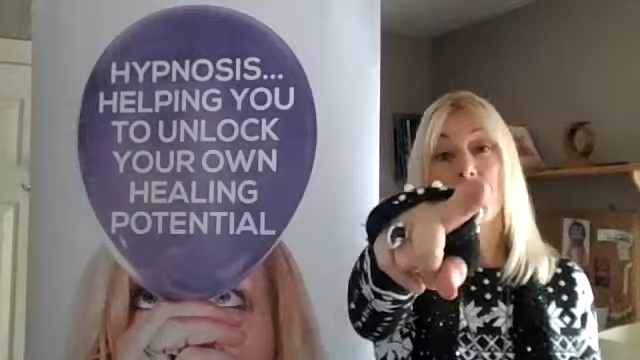 HYPNOSIS...
HELPING YOU
TO UNLOCK
YOUR OWN
HEALING
POTENTIAL